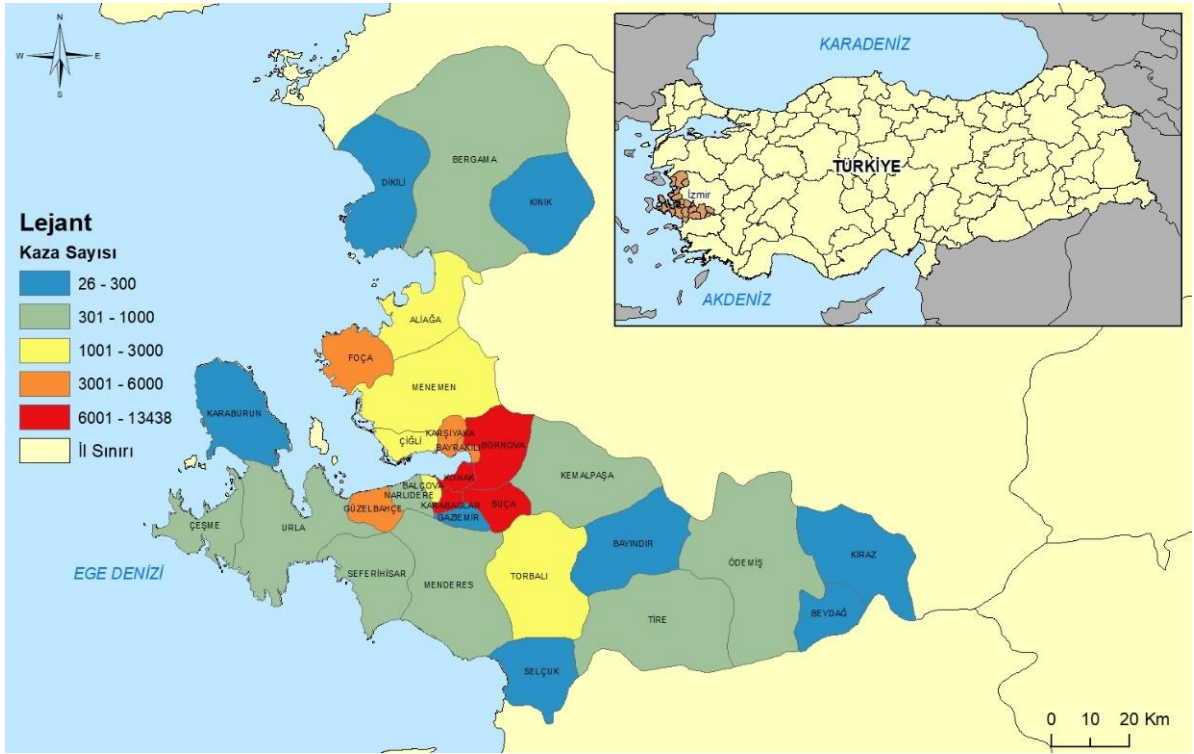 N
W
E
S
KARADENİZ
TÜRKİYE
İzmir
AKDENİZ
BERGAMA
DİKİLİ
KINIK
Lejant
Kaza Sayısı
26 - 300
301 - 1000
1001 - 3000
3001 - 6000
6001 - 13438
İl Sınırı
ALİAĞA
FOÇA
MENEMEN
KARABURUN
KARŞIYAKA
ÇİĞLİ
BAYRAKLI
BORNOVA
KEMALPAŞA
BALÇOVA
KONAK
NARLIDERE
KARABAĞLAR
BUCA
GÜZELBAHÇE
GAZİEMİR
ÇEŞME
URLA
BAYINDIR
KİRAZ
ÖDEMİŞ
EGE DENİZİ
SEFERİHİSAR
MENDERES
TORBALI
BEYDAĞ
TİRE
SELÇUK
0 10 20 Km